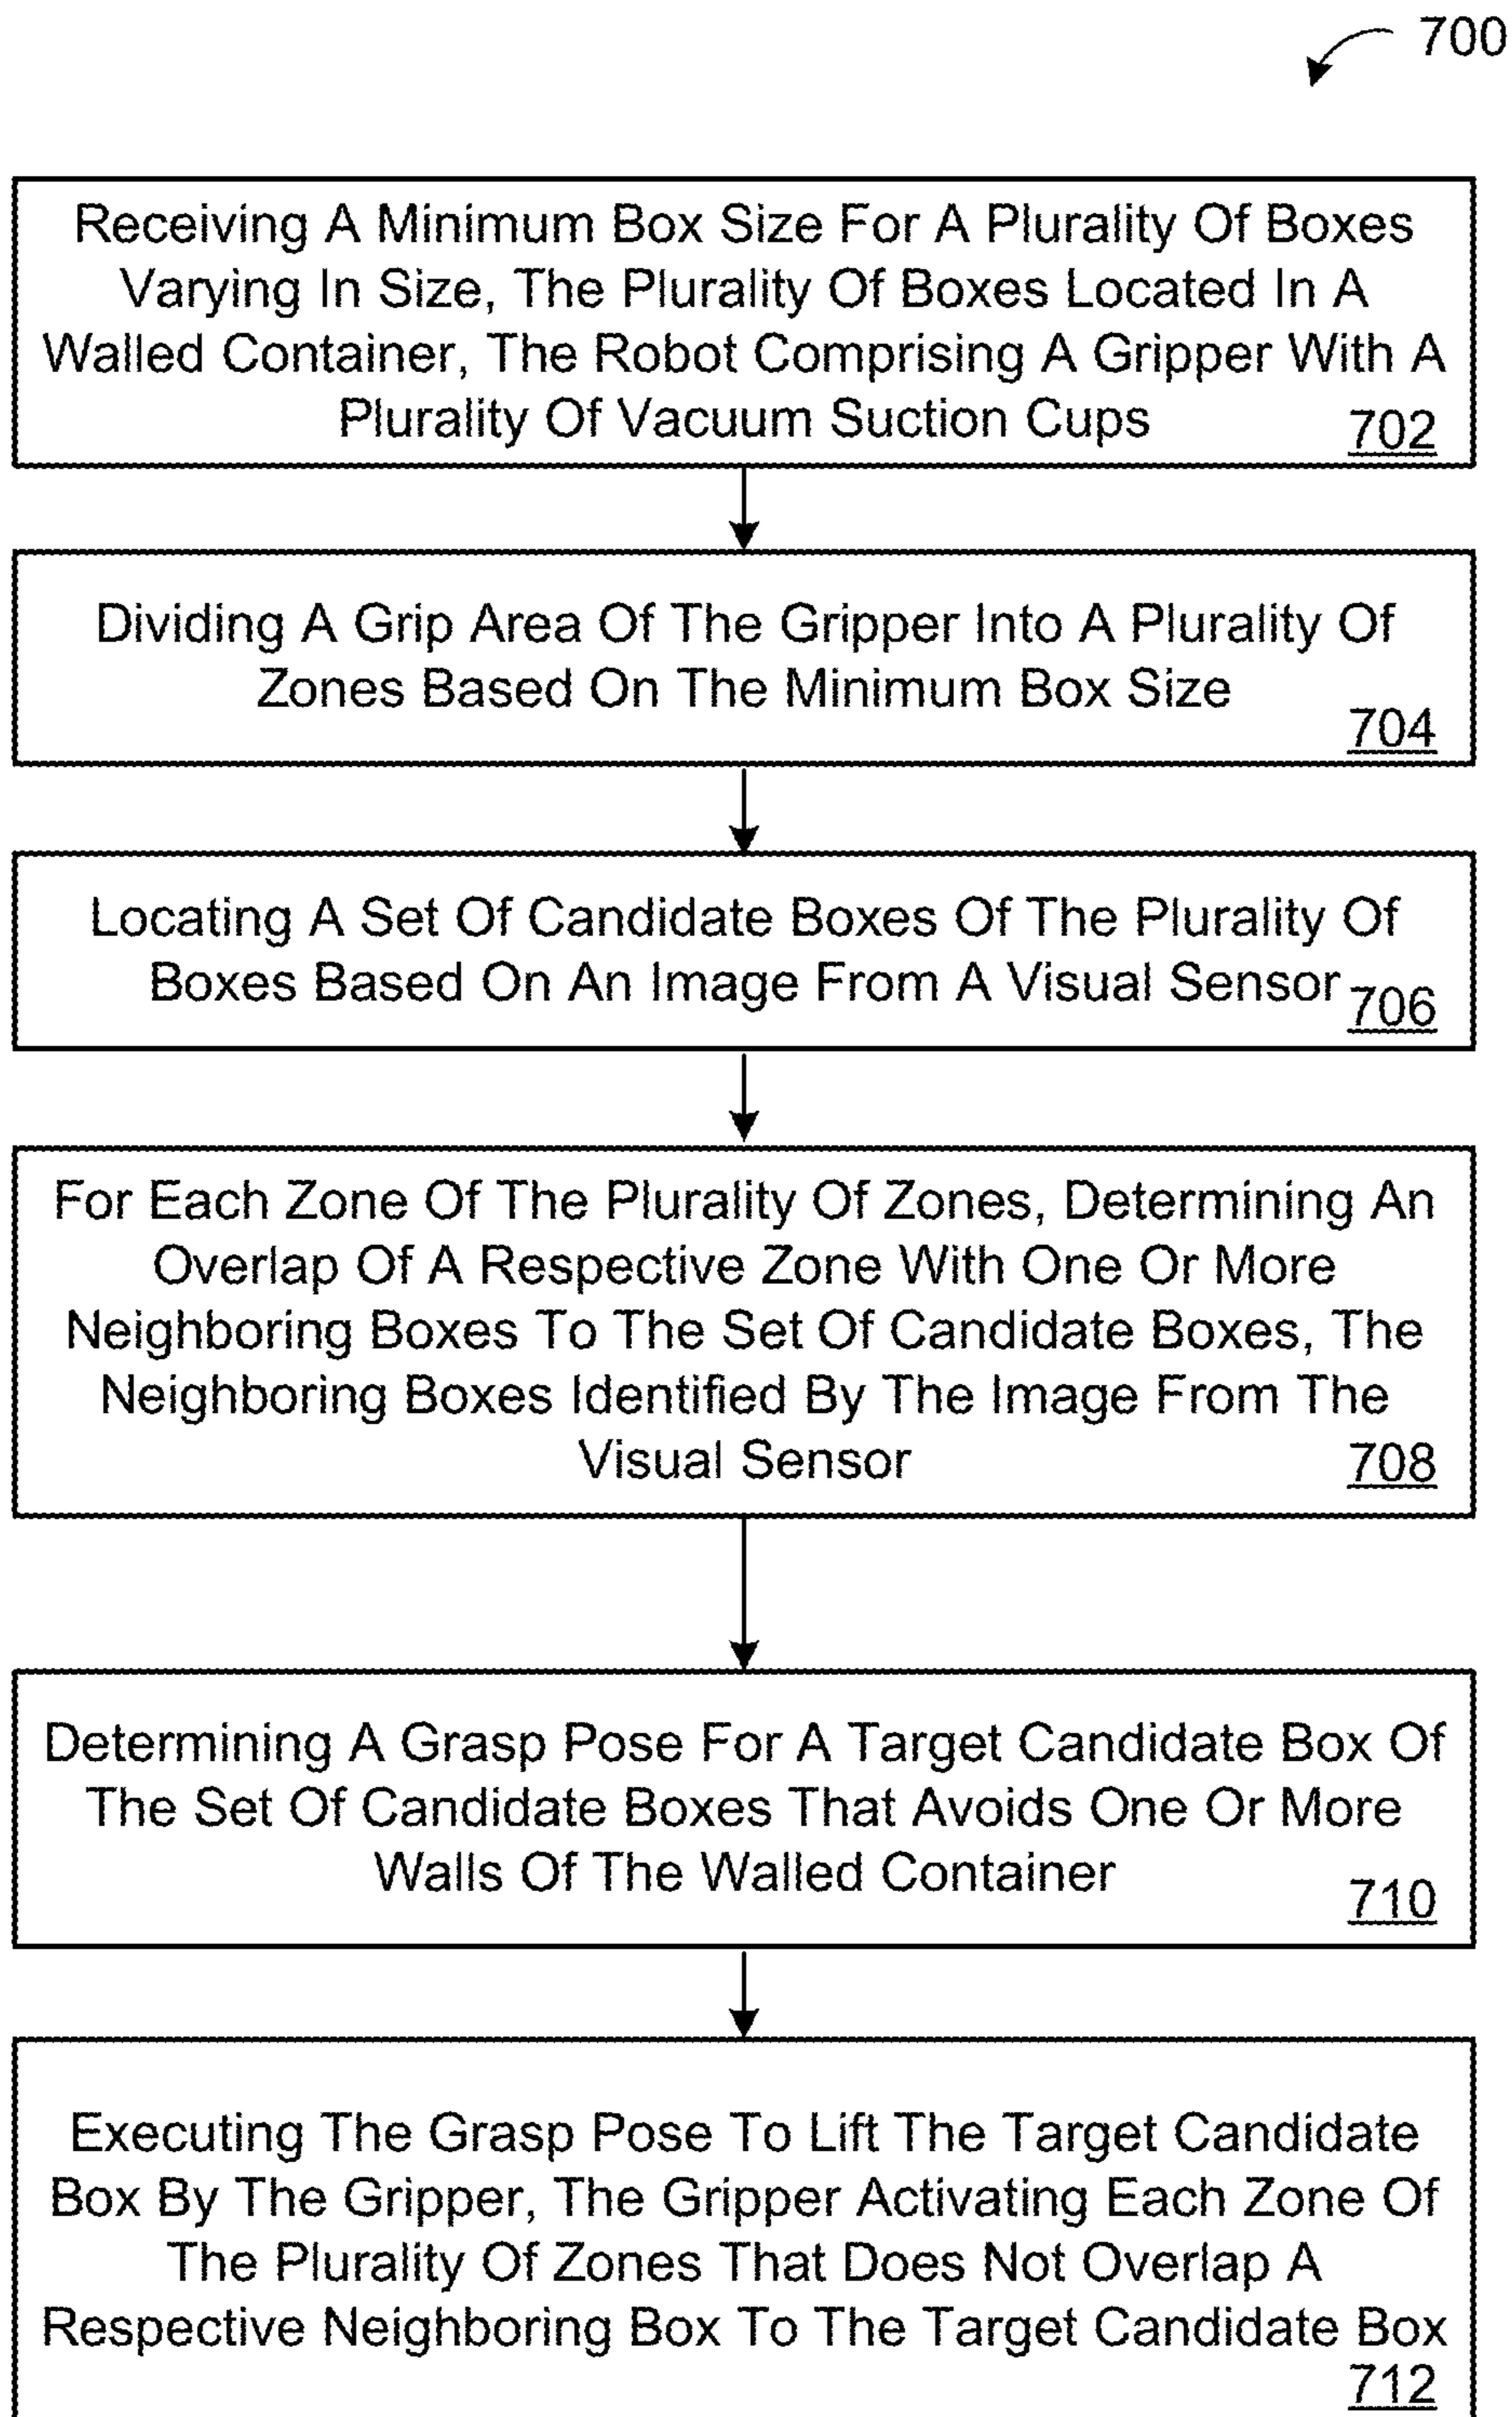 700
Receiving A Minimum Box Size For A Plurality Of Boxes
Varying In Size, The Plurality Of Boxes Located In A
Walled Container, The Robot Comprising A Gripper With A
Plurality Of Vacuum Suction Cups
702
Dividing A Grip Area Of The Gripper Into A Plurality Of
Zones Based On The Minimum Box Size
704
Locating A Set Of Candidate Boxes Of The Plurality Of
Boxes Based On An Image From A Visual Sensor
706
For Each Zone Of The Plurality Of Zones, Determining An
Overlap Of A Respective Zone With One Or More
Neighboring Boxes To The Set Of Candidate Boxes, The
Neighboring Boxes Identified By The Image From The
Visual Sensor
708
Determining A Grasp Pose For A Target Candidate Box Of
The Set Of Candidate Boxes That Avoids One Or More
Walls Of The Walled Container
710
Executing The Grasp Pose To Lift The Target Candidate
Box By The Gripper, The Gripper Activating Each Zone Of
The Plurality Of Zones That Does Not Overlap A
Respective Neighboring Box To The Target Candidate Box
712